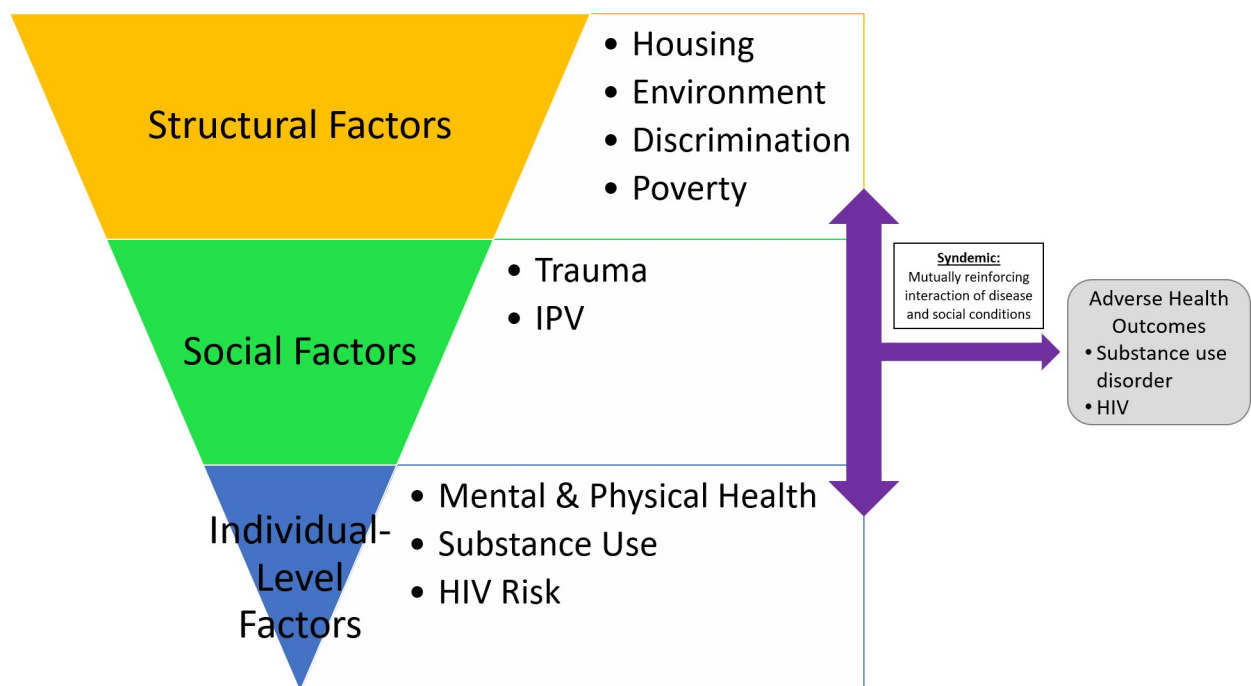 Structural Factors
• Housing
• Environment
• Discrimination
• Poverty
Social Factors
• Trauma
• IPV
Individual-
Level
Factors
• Mental & Physical Health
• Substance Use
• HIV Risk
Syndemic:
Mutually reinforcing
interaction of disease
and social conditions
Adverse Health
Outcomes
• Substance use
disorder
• HIV